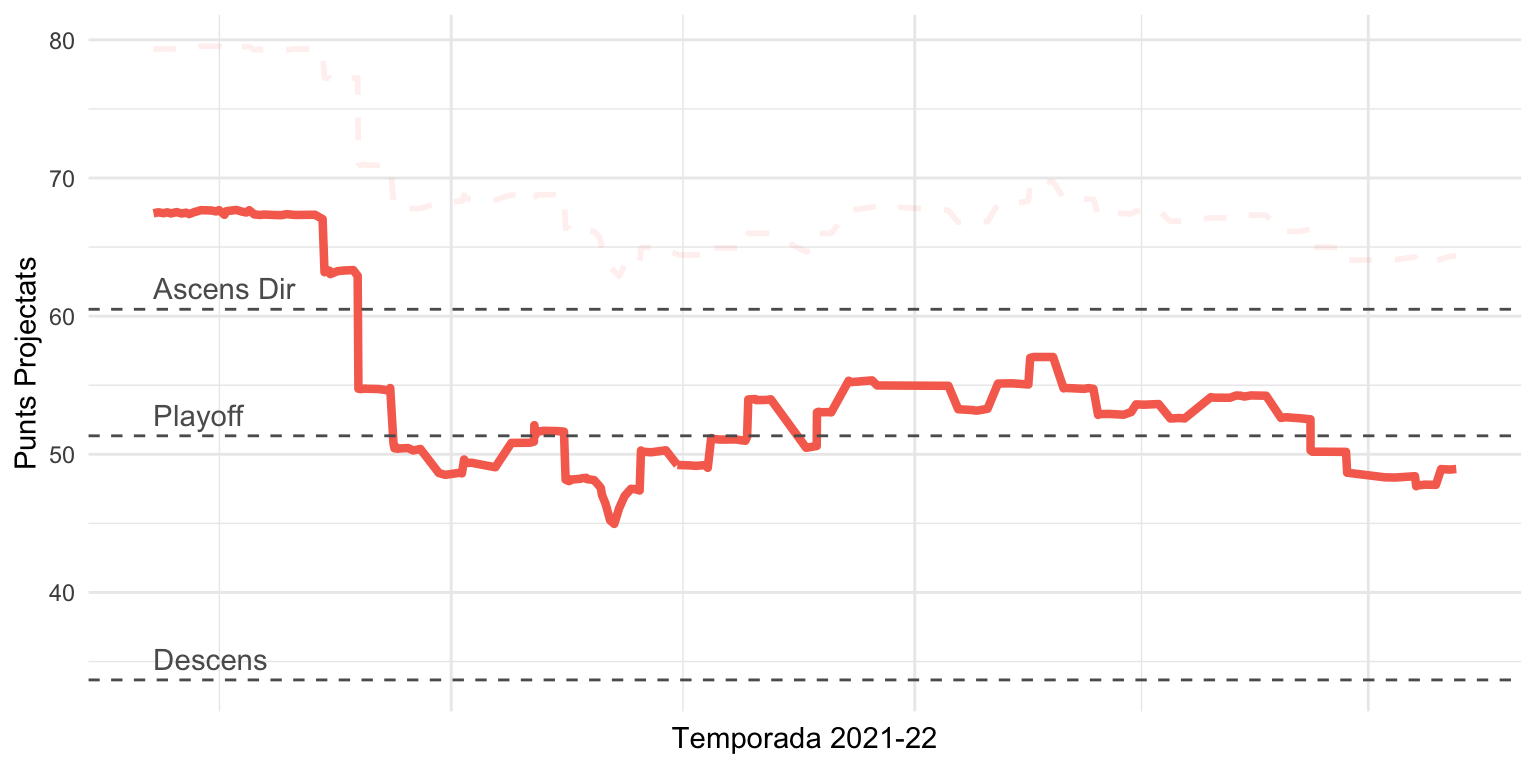 80
70
Ascens Dir
60
Playoff
50
40
Descens
Punts Projectats
Temporada 2021-22